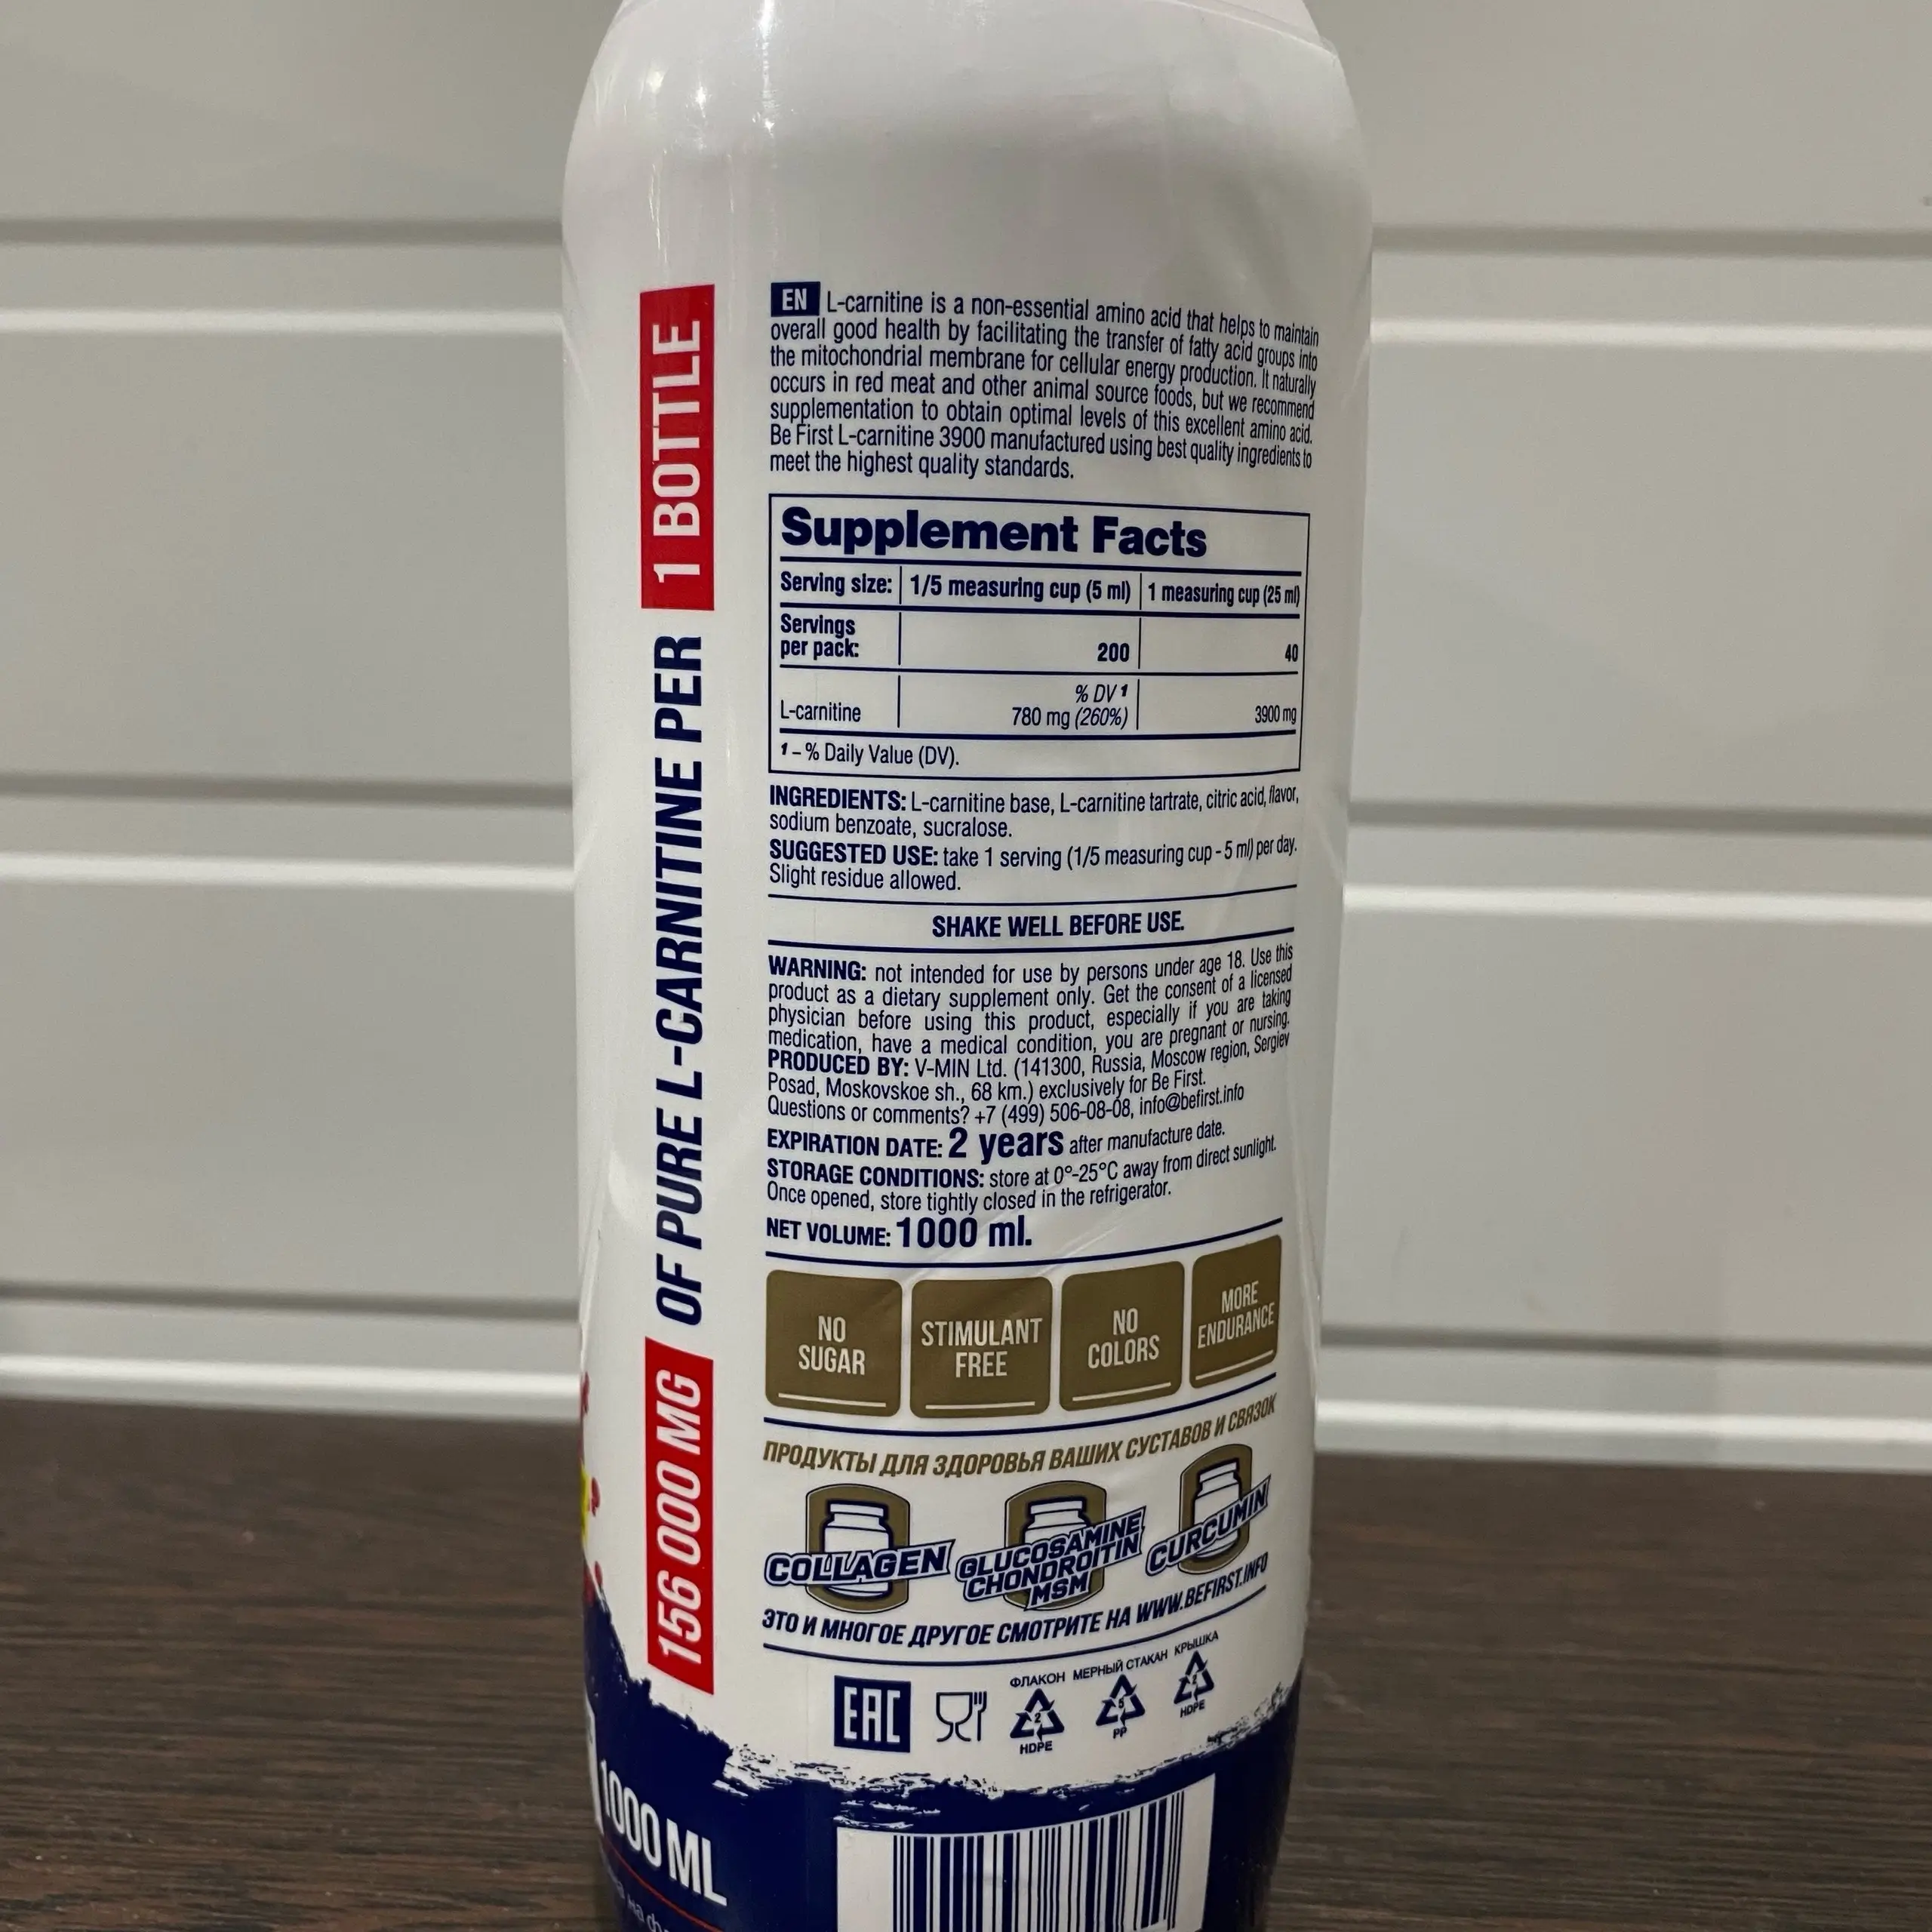 156 000 MG OF PURE L-CARNITINE PER 1 BOTTLE
EN L-carnitine is a non-essential amino acid that helps to maintain
overall good health by facilitating the transfer of fatty acid groups into
the mitochondrial membrane for cellular energy production. It naturally
occurs in red meat and other animal source foods, but we recommend
supplementation to obtain optimal levels of this excellent amino acid.
Be First L-carnitine 3900 manufactured using best quality ingredients to
meet the highest quality standards.
Supplement Facts
Serving size: 1/5 measuring cup (5 ml) 1 measuring cup (25 ml)
Servings
per pack: 200 40
% DV 1
L-carnitine 780 mg (260%) 3900 mg
1 – % Daily Value (DV).
INGREDIENTS: L-carnitine base, L-carnitine tartrate, citric acid, flavor,
sodium benzoate, sucralose.
SUGGESTED USE: take 1 serving (1/5 measuring cup - 5 ml) per day.
Slight residue allowed.
SHAKE WELL BEFORE USE.
WARNING: not intended for use by persons under age 18. Use this
product as a dietary supplement only. Get the consent of a licensed
physician before using this product, especially if you are taking
medication, have a medical condition, you are pregnant or nursing.
PRODUCED BY: V-MIN Ltd. (141300, Russia, Moscow region, Sergiev
Posad, Moskovskoe sh., 68 km.) exclusively for Be First.
Questions or comments? +7 (499) 506-08-08, info@befirst.info
EXPIRATION DATE: 2 years after manufacture date.
STORAGE CONDITIONS: store at 0°-25°C away from direct sunlight.
Once opened, store tightly closed in the refrigerator.
NET VOLUME: 1000 ml.
NO
SUGAR
STIMULANT
FREE
NO
COLORS
MORE
ENDURANCE
ПРОДУКТЫ ДЛЯ ЗДОРОВЬЯ ВАШИХ СУСТАВОВ И СВЯЗОК
COLLAGEN
GLUCOSAMINE
CHONDROITIN
MSM
CURCUMIN
ЭТО И МНОГОЕ ДРУГОЕ СМОТРИТЕ НА WWW.BEFIRST.INFO
ФЛАКОН МЕРНЫЙ СТАКАН КРЫШКА
EAC
2
HDPE
5
PP
2
HDPE
1000 ML